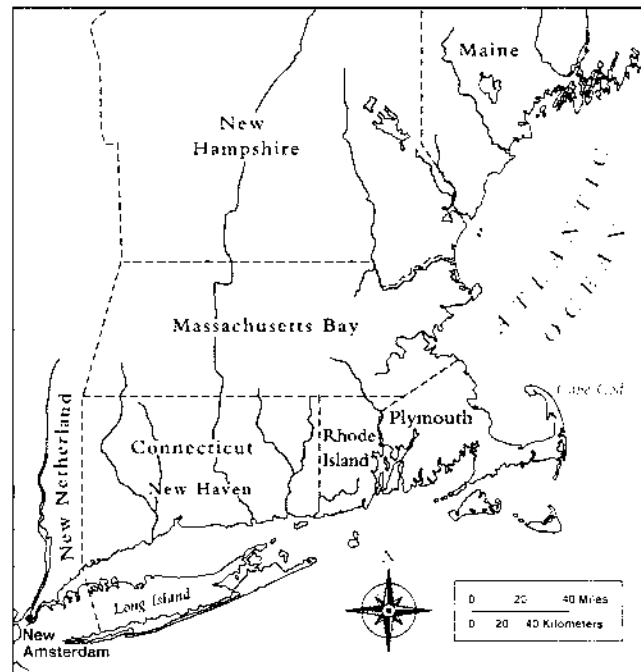 Maine
New
Hampshire
ATLANTIC
OCEAN
Massachusetts Bay
Cape Cod
New Netherland
Connecticut
New Haven
Rhode
Island
Plymouth
Long Island
New
Amsterdam
N
0 20 40 Miles
0 20 40 Kilometers